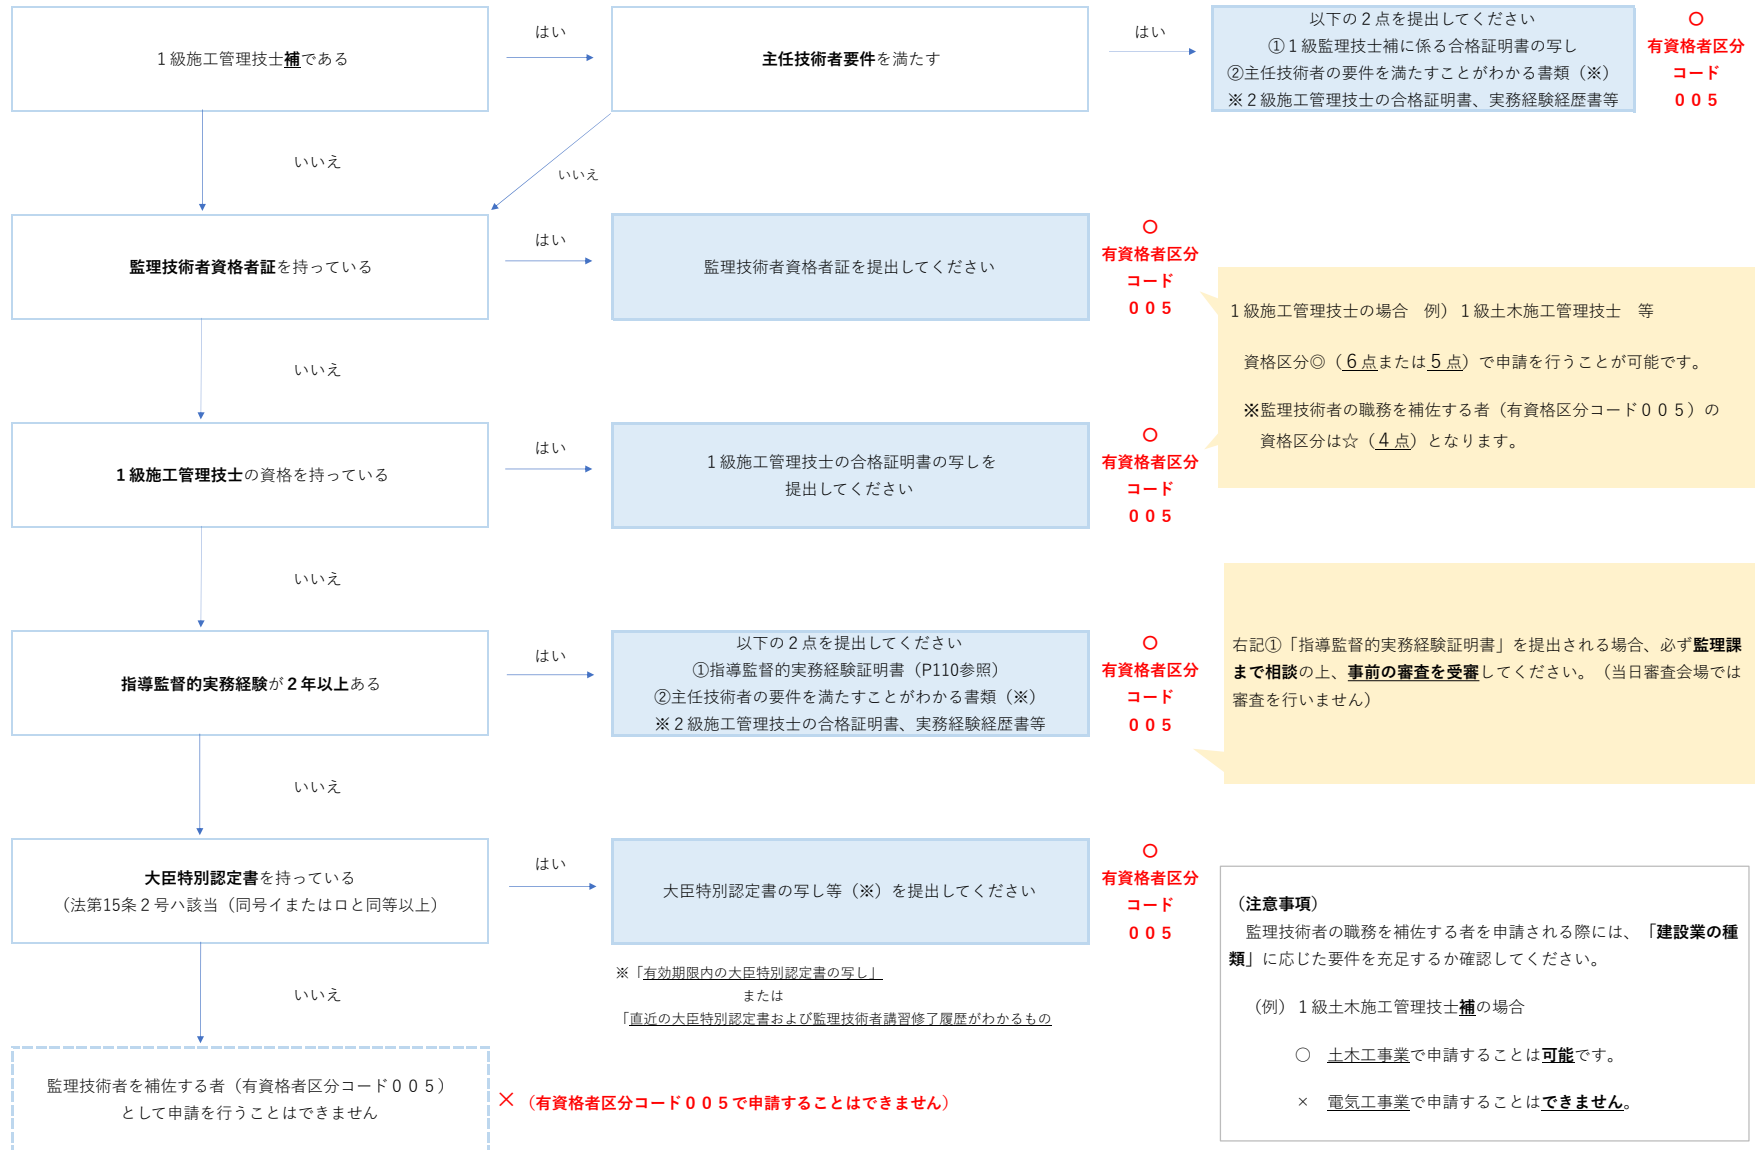 １級施工管理技士補である
はい
主任技術者要件を満たす
はい
以下の２点を提出してください
①１級監理技士補に係る合格証明書の写し
②主任技術者の要件を満たすことがわかる書類（※）
※２級施工管理技士の合格証明書、実務経験経歴書等
〇
有資格者区分
コード
００５
いいえ
いいえ
監理技術者資格者証を持っている
はい
監理技術者資格者証を提出してください
〇
有資格者区分
コード
００５
１級施工管理技士の場合　例）１級土木施工管理技士　等
資格区分◎（６点または５点）で申請を行うことが可能です。
※監理技術者の職務を補佐する者（有資格区分コード００５）の
資格区分は☆（４点）となります。
いいえ
１級施工管理技士の資格を持っている
はい
１級施工管理技士の合格証明書の写しを
提出してください
〇
有資格者区分
コード
００５
いいえ
指導監督的実務経験が２年以上ある
はい
以下の２点を提出してください
①指導監督的実務経験証明書（P110参照）
②主任技術者の要件を満たすことがわかる書類（※）
※２級施工管理技士の合格証明書、実務経験経歴書等
〇
有資格者区分
コード
００５
右記①「指導監督的実務経験証明書」を提出される場合、必ず監理課
まで相談の上、事前の審査を受審してください。（当日審査会場では
審査を行いません）
いいえ
大臣特別認定書を持っている
（法第15条２号ハ該当（同号イまたはロと同等以上）
はい
大臣特別認定書の写し等（※）を提出してください
〇
有資格者区分
コード
００５
※「有効期限内の大臣特別認定書の写し」
または
「直近の大臣特別認定書および監理技術者講習修了履歴がわかるもの
いいえ
監理技術者を補佐する者（有資格者区分コード００５）
として申請を行うことはできません
×（有資格者区分コード００５で申請することはできません）
（注意事項）
監理技術者の職務を補佐する者を申請される際には、「建設業の種
類」に応じた要件を充足するか確認してください。
（例）１級土木施工管理技士補の場合
○　土木工事業で申請することは可能です。
×　電気工事業で申請することはできません。